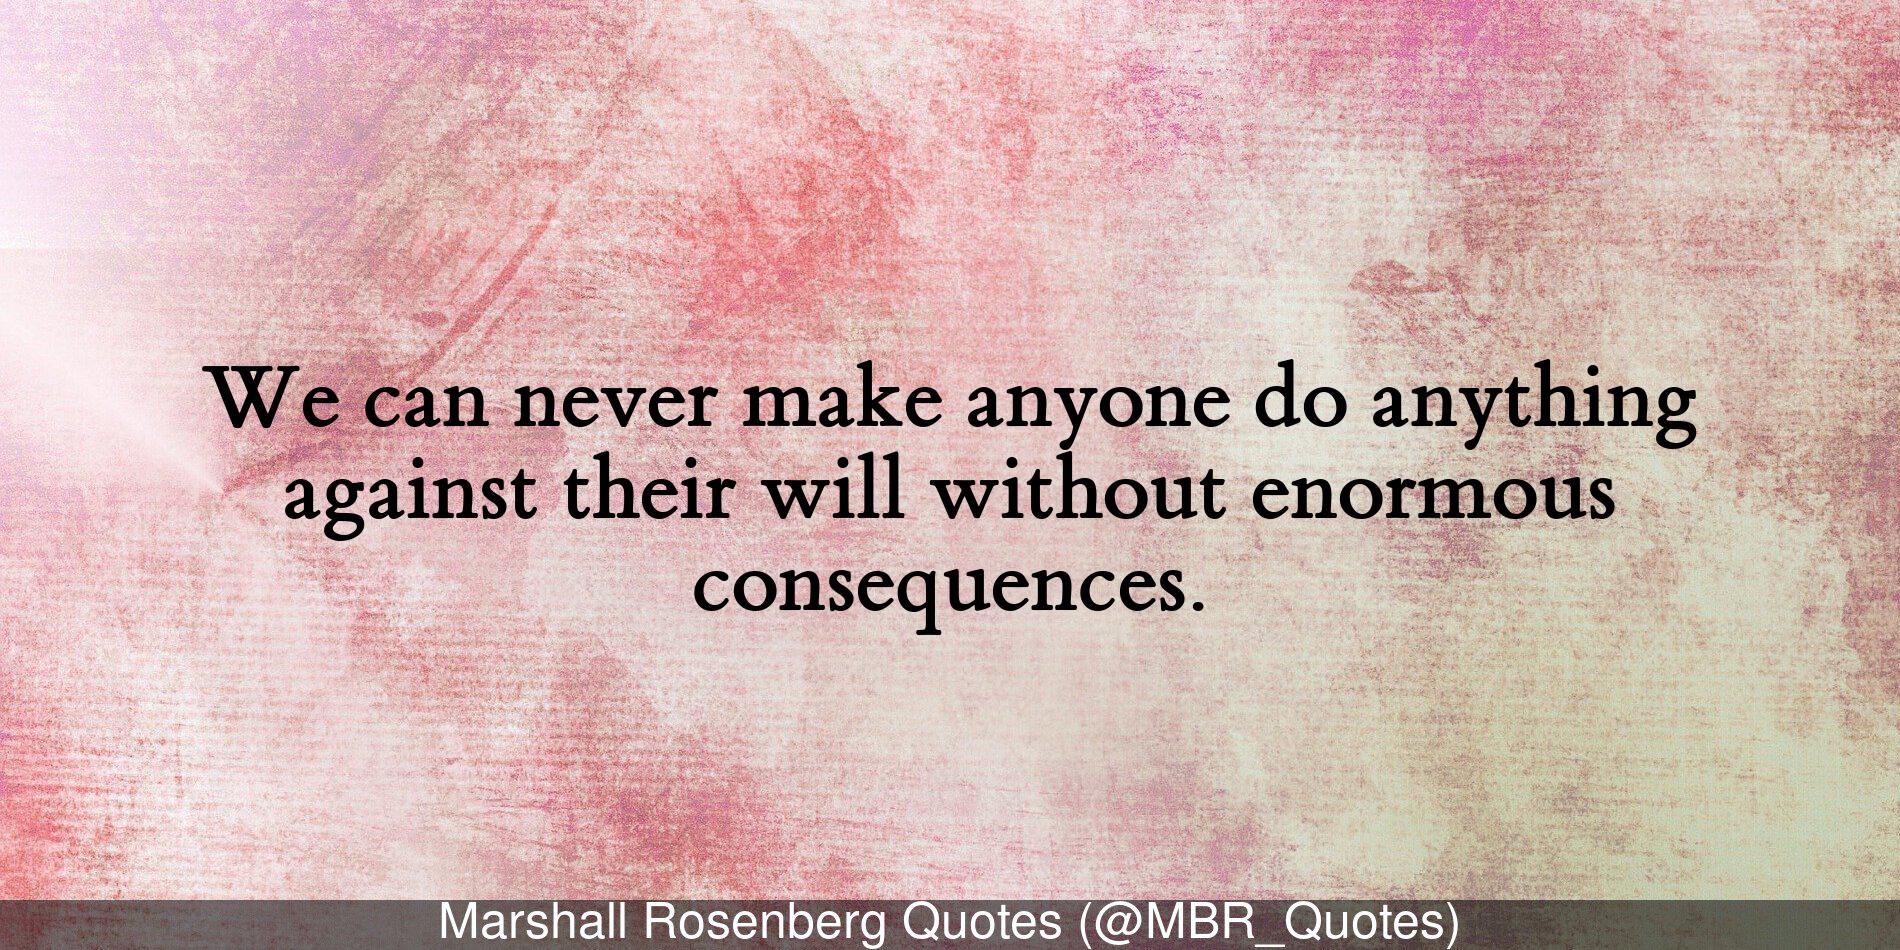 We can never make anyone do anything
against their will without enormous
consequences.
Marshall Rosenberg Quotes (@MBR_Quotes)